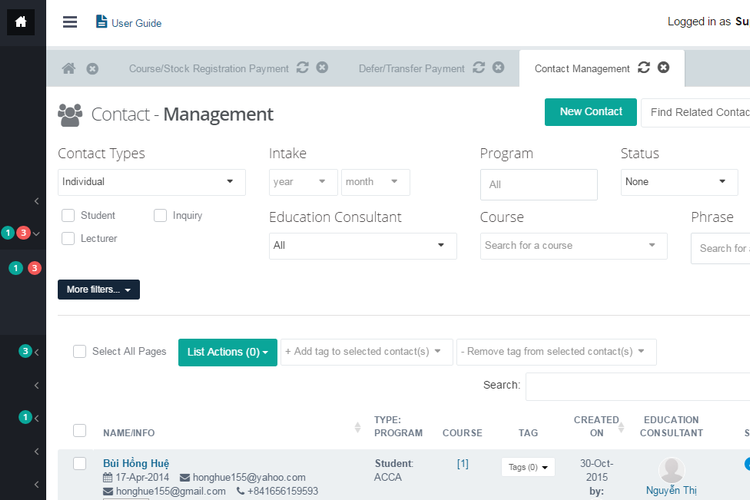 User Guide
Logged in as Su
Course/Stock Registration Payment
Defer/Transfer Payment
Contact Management
Contact - Management
New Contact
Find Related Contac
Contact Types
Intake
Program
Status
Individual
year
month
All
None
Student
Inquiry
Lecturer
Education Consultant
Course
Phrase
All
Search for a course
Search for a
1 3
1 3
More filters...
3
Select All Pages
List Actions (0)
+ Add tag to selected contact(s)
- Remove tag from selected contact(s)
Search:
1
NAME/INFO
TYPE: PROGRAM
COURSE
TAG
CREATED ON
EDUCATION CONSULTANT
S
Bùi Hồng Huệ
17-Apr-2014
honghue155@yahoo.com
honghue155@gmail.com
+841656159593
Student:
ACCA
[1]
Tags (0)
30-Oct-
2015
by:
Nguyễn Thị